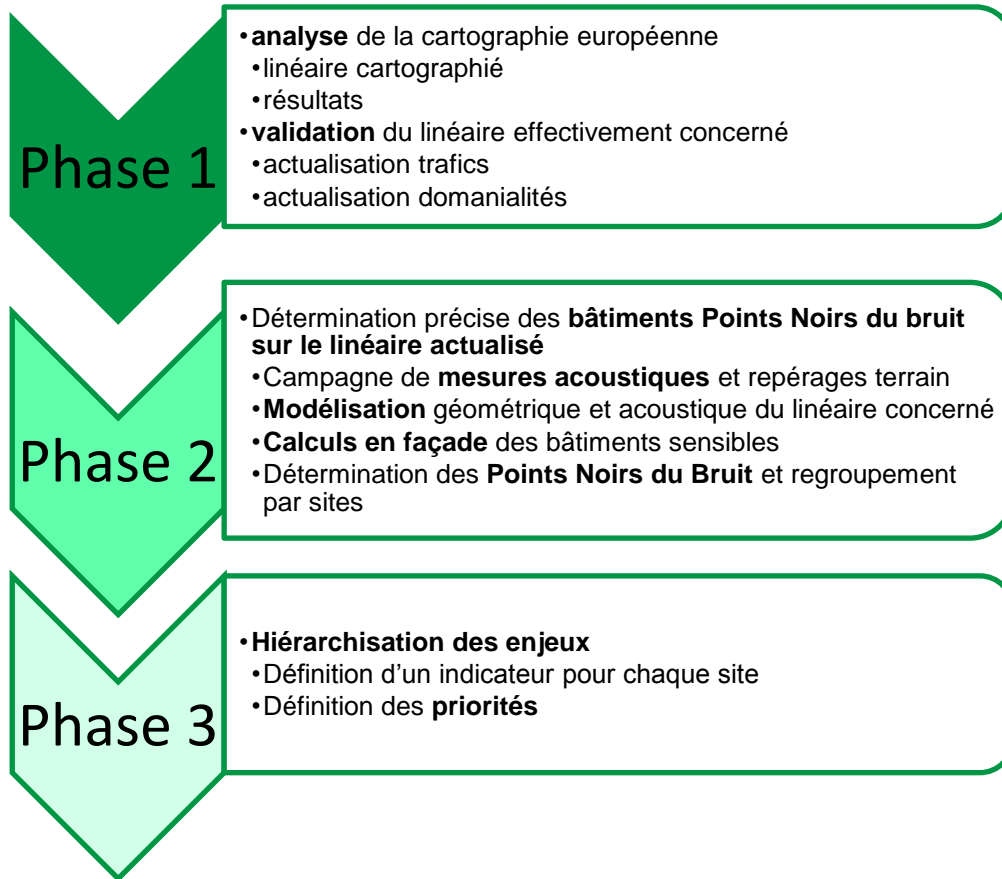 Phase 1
•analyse de la cartographie européenne
•linéaire cartographié
•résultats
•validation du linéaire effectivement concerné
•actualisation trafics
•actualisation domanialités
Phase 2
•Détermination précise des bâtiments Points Noirs du bruit
sur le linéaire actualisé
•Campagne de mesures acoustiques et repérages terrain
•Modélisation géométrique et acoustique du linéaire concerné
•Calculs en façade des bâtiments sensibles
•Détermination des Points Noirs du Bruit et regroupement
par sites
Phase 3
•Hiérarchisation des enjeux
•Définition d’un indicateur pour chaque site
•Définition des priorités